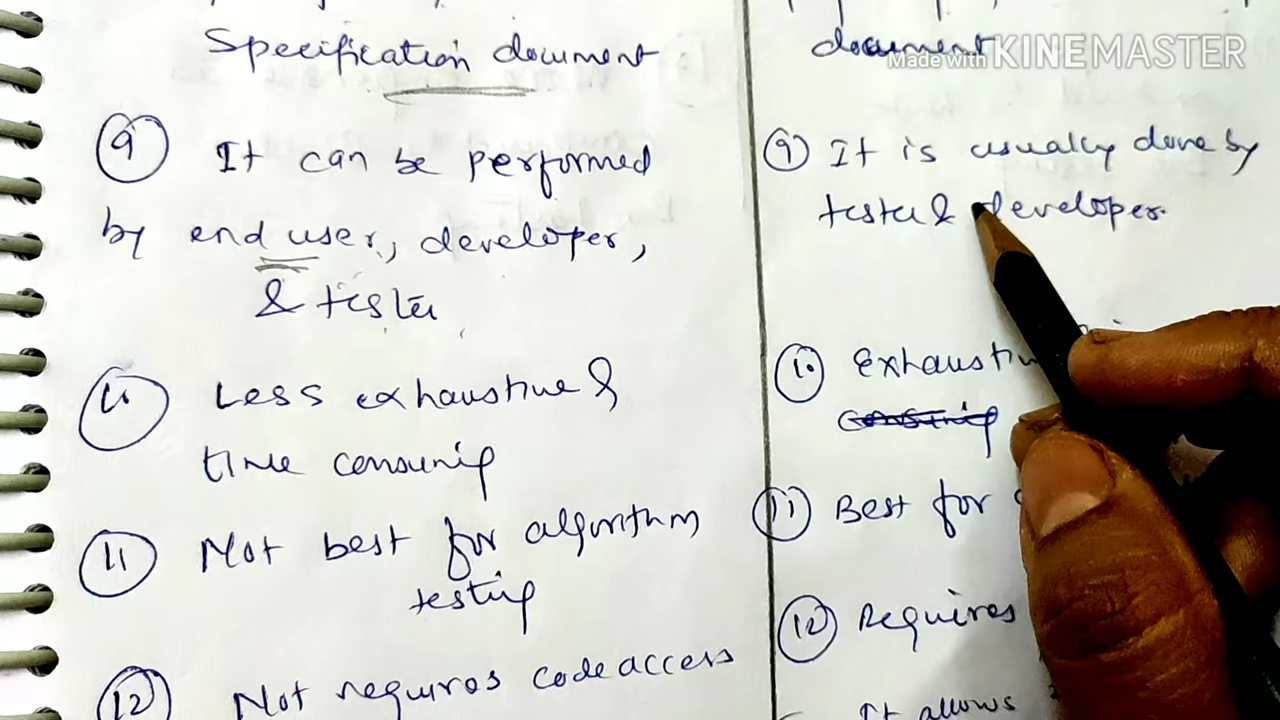 Specification document
9 It can be performed
by end user, developer,
& tester
10 Less exhaustive &
time consuming
11 Not best for algorithm
testing
12 Not requires code access
document
Made with KINEMASTER
9 It is usually done by
tester & developer.
10
11 Best for
12 Requires
It allows